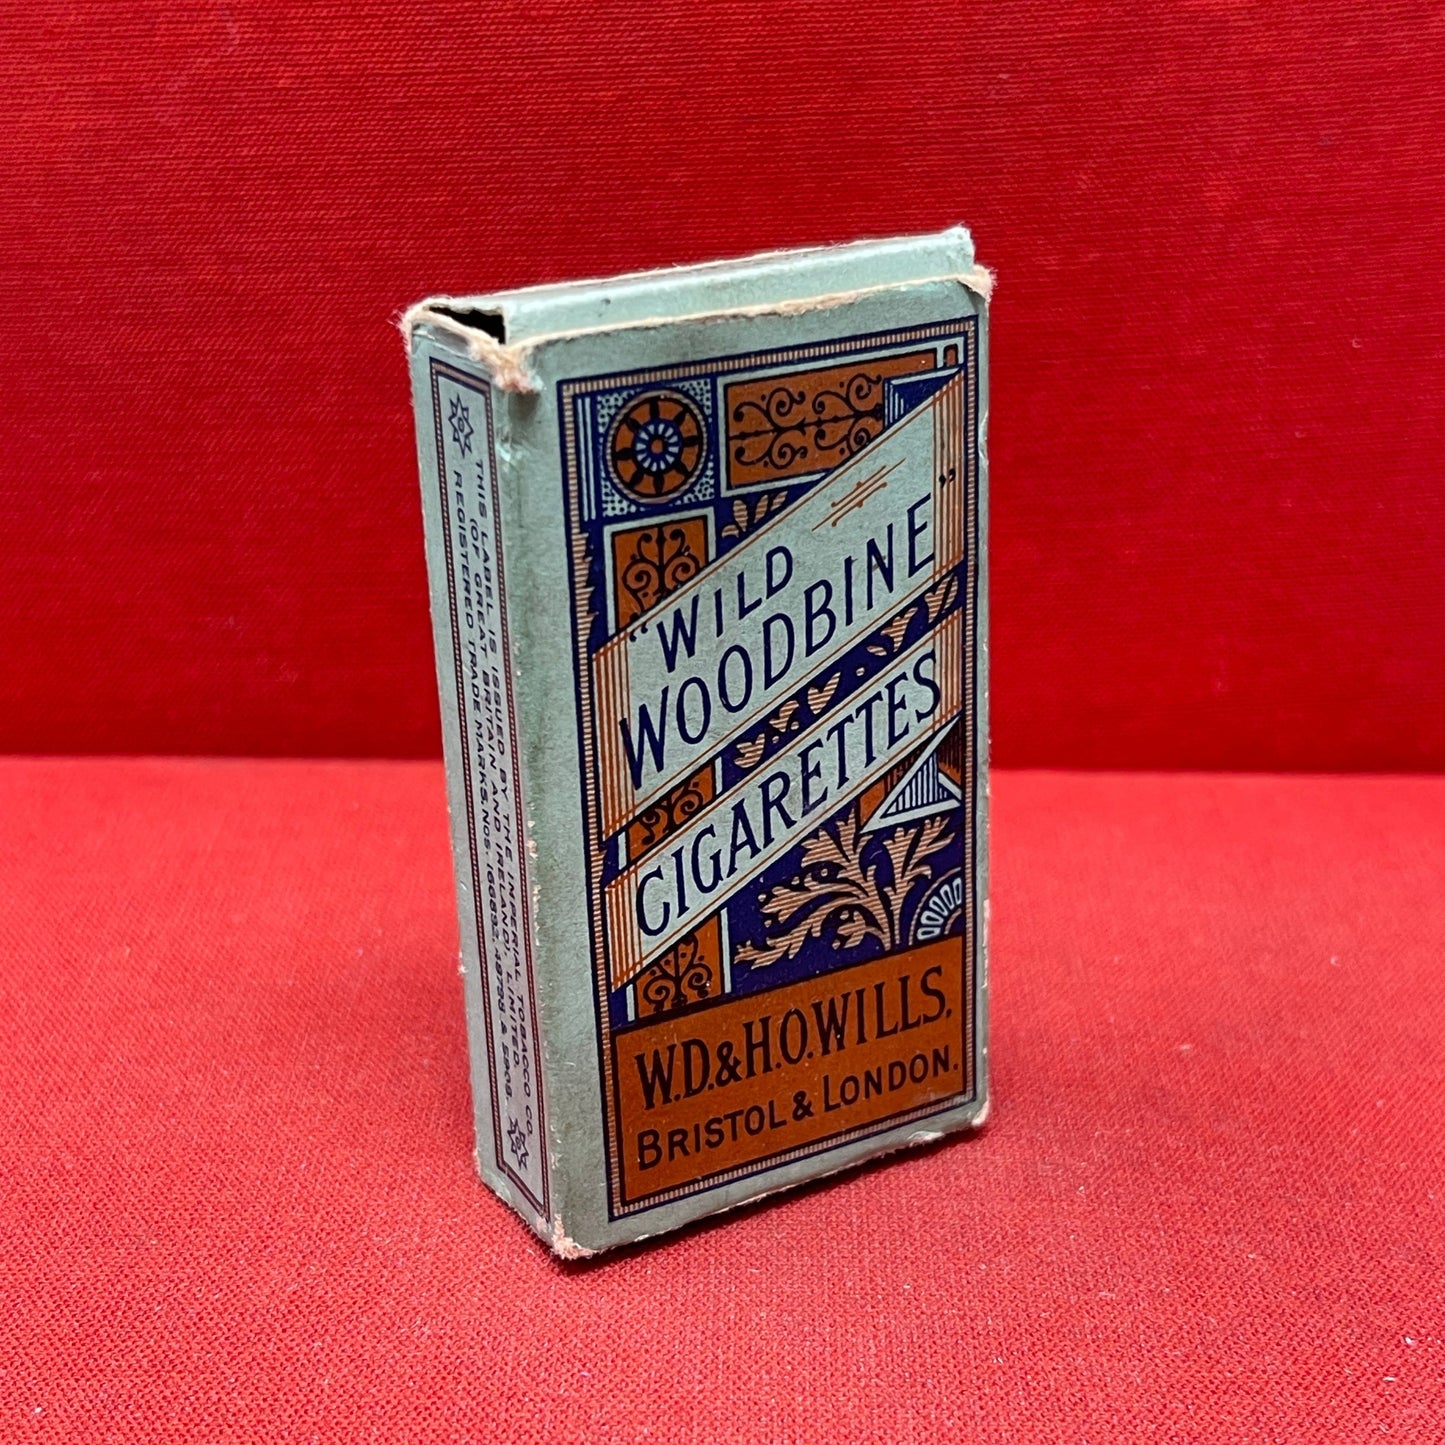 "WILD
WOODBINE"
CIGARETTES
W.D.& H.O.WILLS.
BRISTOL & LONDON.
THIS LABEL IS ISSUED BY THE IMPERIAL TOBACCO CO.
(OF GREAT BRITAIN AND IRELAND), LIMITED.
REGISTERED TRADE MARKS. Nos.